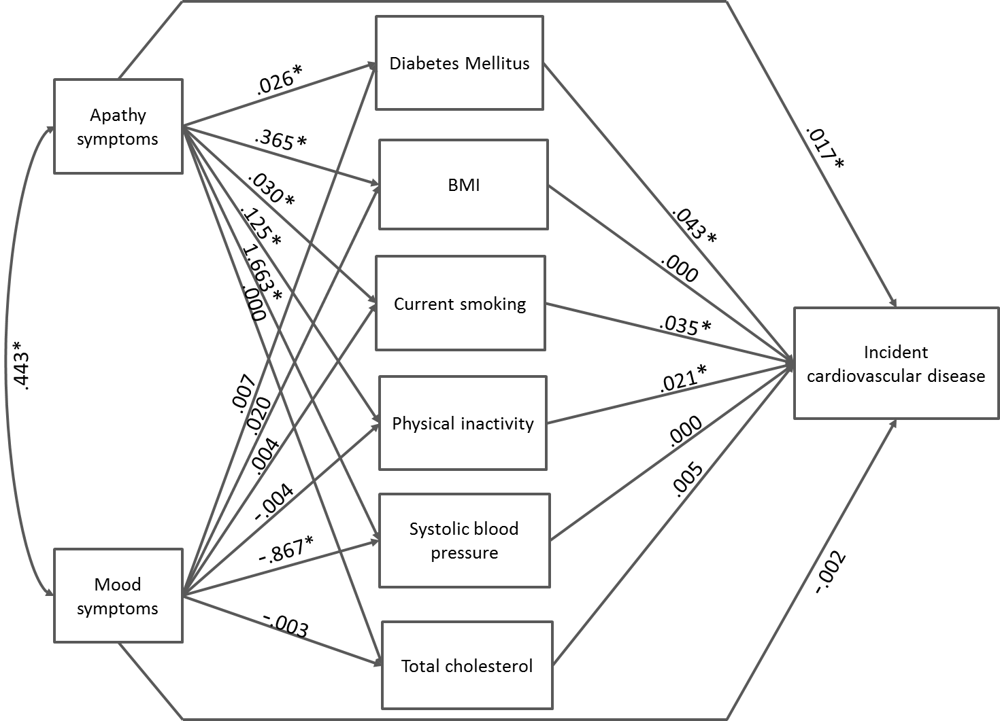 Diabetes Mellitus
.026*
Apathy
symptoms
.365*
.017*
BMI
.030*
.125*
.043*
1.663*
.000
.000
Current smoking
.035*
.443*
Incident
cardiovascular disease
.021*
.007
.020
.004
Physical inactivity
.000
-.004
.005
Systolic blood
pressure
-.867*
-.002
Mood
symptoms
-.003
Total cholesterol